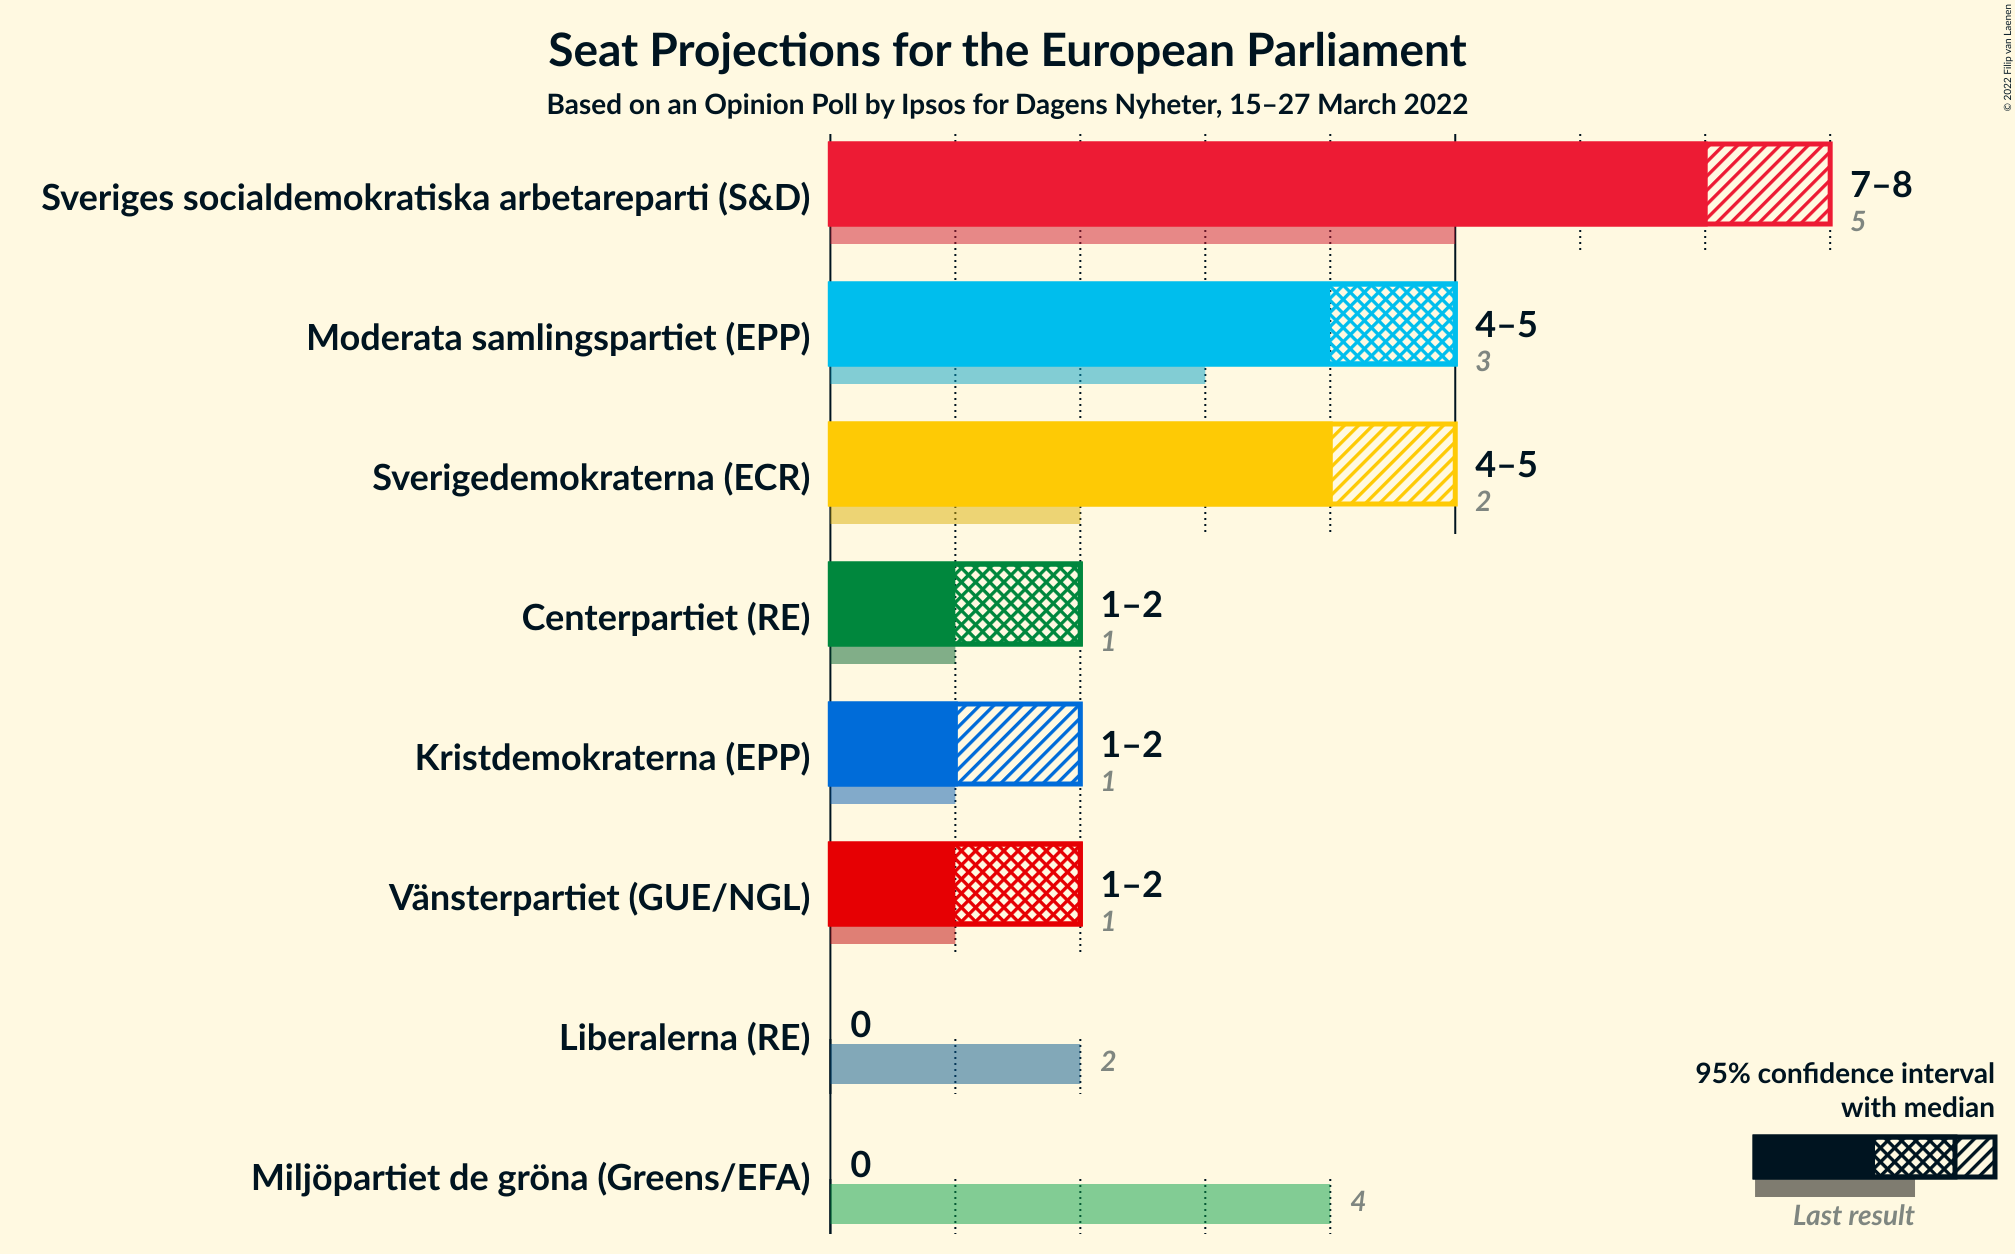 Seat Projections for the European Parliament
Based on an Opinion Poll by Ipsos for Dagens Nyheter, 15–27 March 2022
© 2022 Filip van Laenen
Sveriges socialdemokratiska arbetareparti (S&D)
7–8
5
Moderata samlingspartiet (EPP)
4–5
3
Sverigedemokraterna (ECR)
4–5
2
Centerpartiet (RE)
1–2
1
Kristdemokraterna (EPP)
1–2
1
Vänsterpartiet (GUE/NGL)
1–2
1
Liberalerna (RE)
0
2
Miljöpartiet de gröna (Greens/EFA)
0
4
95% confidence interval
with median
Last result